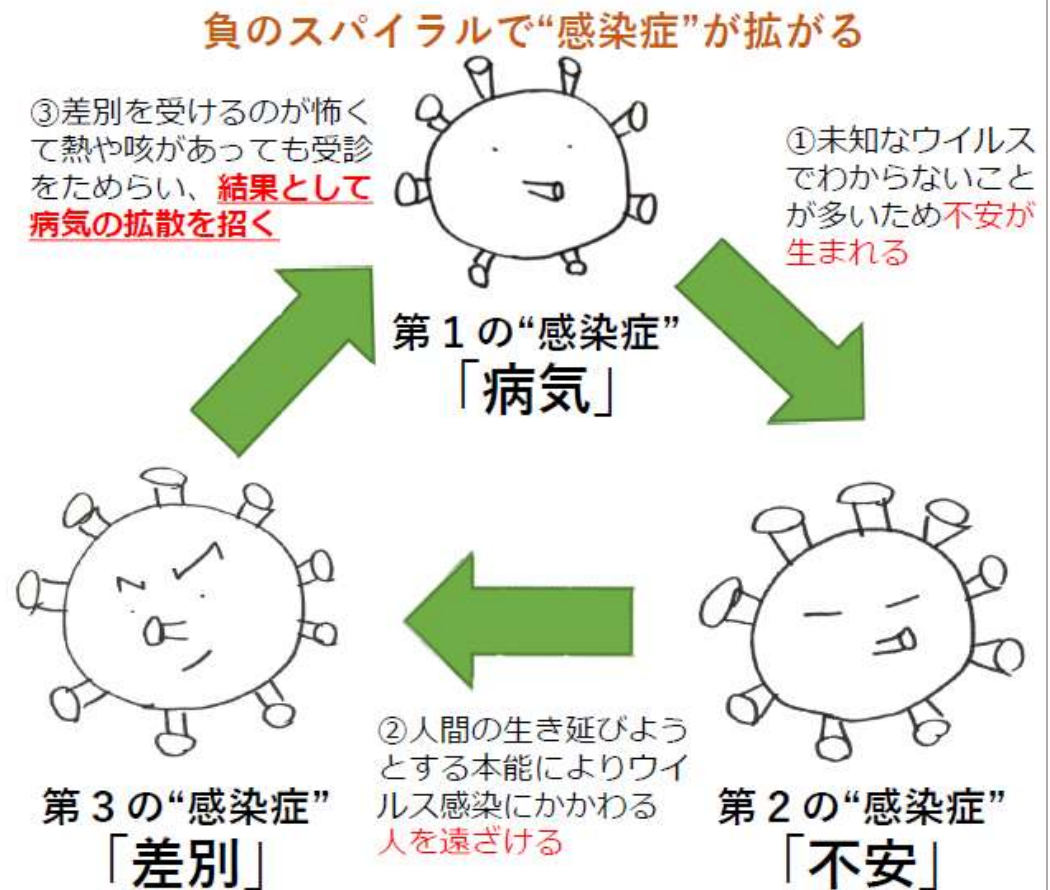 負のスパイラルで“感染症”が拡がる
③差別を受けるのが怖く
て熱や咳があっても受診
をためらい、結果として
病気の拡散を招く
①未知なウイルス
でわからないこと
が多いため不安が
生まれる
第１の“感染症”
「病気」
②人間の生き延びよう
とする本能によりウイ
ルス感染にかかわる
人を遠ざける
第３の“感染症”
「差別」
第２の“感染症”
「不安」